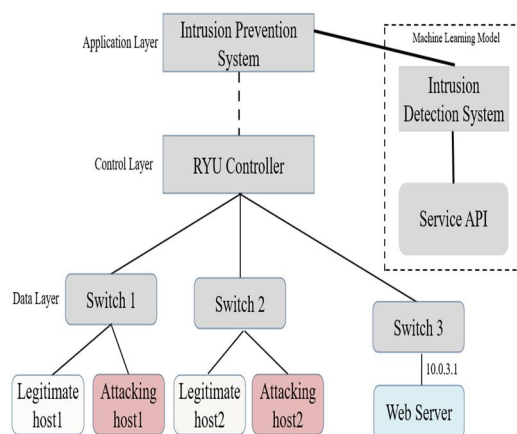 Application Layer
Intrusion Prevention
System
Machine Learning Model
Intrusion
Detection System
Service API
Control Layer
RYU Controller
Data Layer
Switch 1
Switch 2
Switch 3
10.0.3.1
Legitimate
host1
Attacking
host1
Legitimate
host2
Attacking
host2
Web Server